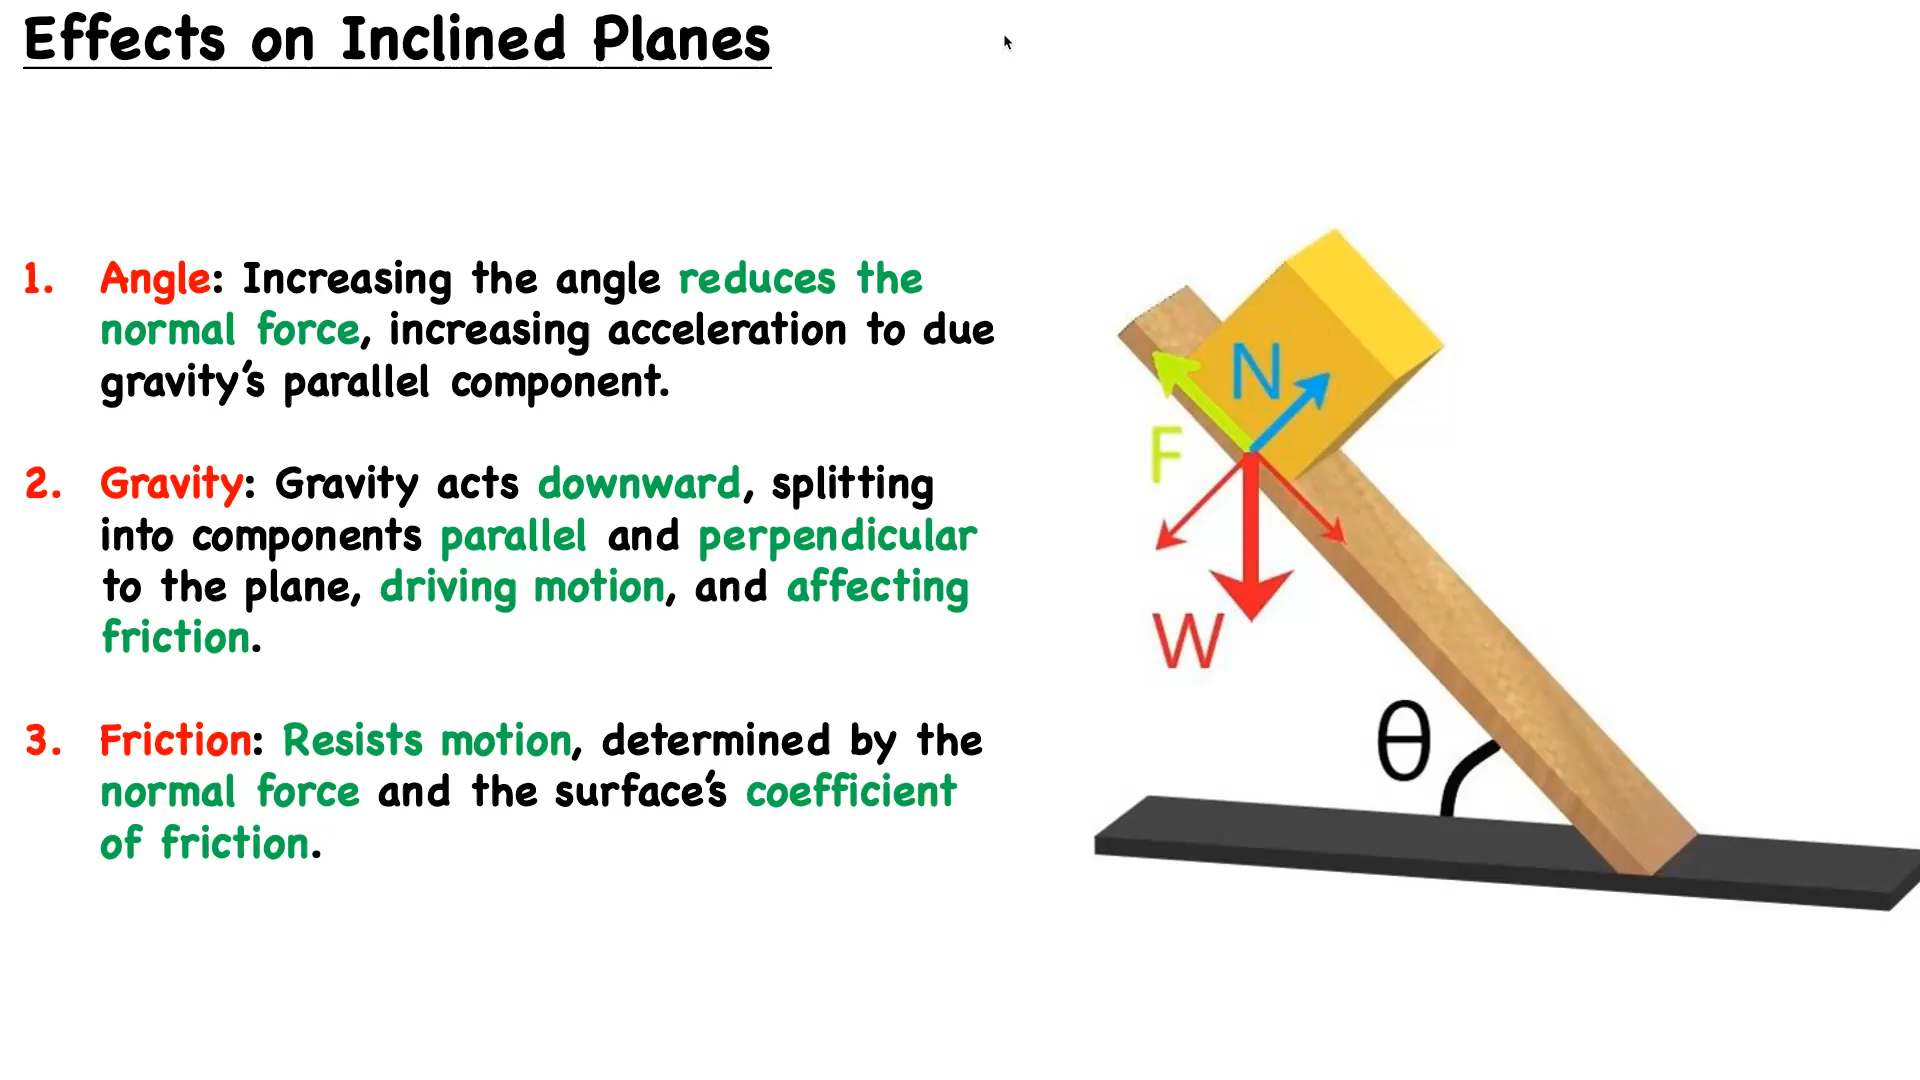 Effects on Inclined Planes
1. Angle: Increasing the angle reduces the
normal force, increasing acceleration to due
gravity's parallel component.
2. Gravity: Gravity acts downward, splitting
into components parallel and perpendicular
to the plane, driving motion, and affecting
friction.
3. Friction: Resists motion, determined by the
normal force and the surface's coefficient
of friction.
N
F
W
θ